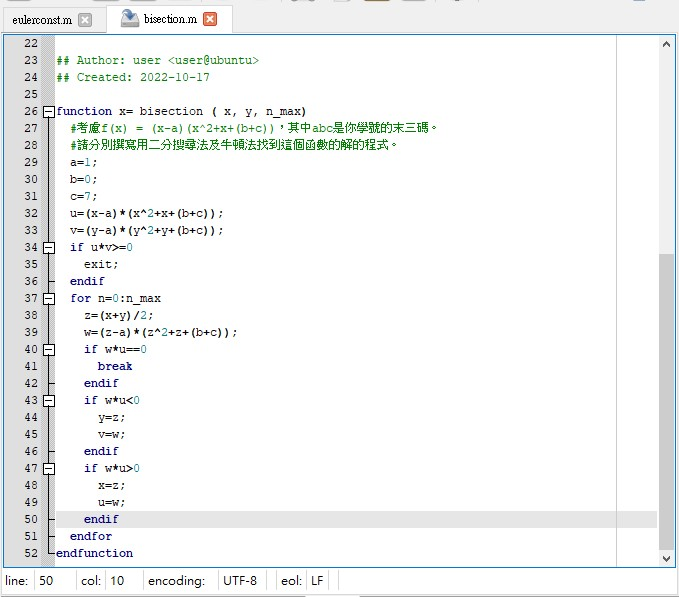 eulerconst.m bisection.m
22
23 ## Author: user <user@ubuntu>
24 ## Created: 2022-10-17
25
26 function x= bisection ( x, y, n_max)
27 #考慮f(x) = (x-a)(x^2+x+(b+c))，其中abc是你學號的末三碼。
28 #請分別撰寫用二分搜尋法及牛頓法找到這個函數的解的程式。
29 a=1;
30 b=0;
31 c=7;
32 u=(x-a)*(x^2+x+(b+c));
33 v=(y-a)*(y^2+y+(b+c));
34 if u*v>=0
35 exit;
36 endif
37 for n=0:n_max
38 z=(x+y)/2;
39 w=(z-a)*(z^2+z+(b+c));
40 if w*u==0
41 break
42 endif
43 if w*u<0
44 y=z;
45 v=w;
46 endif
47 if w*u>0
48 x=z;
49 u=w;
50 endif
51 endfor
52 endfunction
line: 50 col: 10 encoding: UTF-8 eol: LF